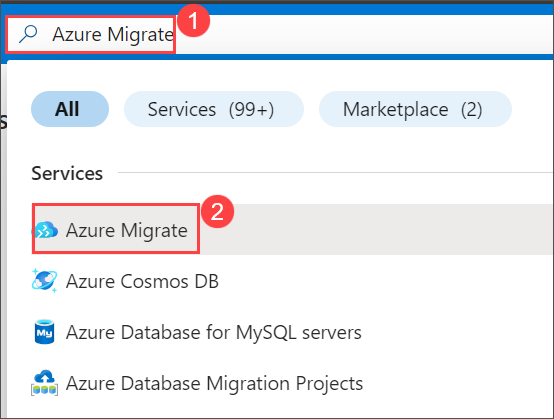 Azure Migrate
1
s
All
Services (99+)
Marketplace (2)
Services
2
Azure Migrate
Azure Cosmos DB
My
Azure Database for MySQL servers
Azure Database Migration Projects